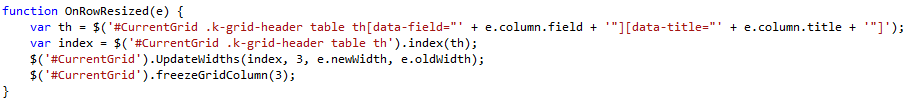 function OnRowResized(e) {
    var th = $('#CurrentGrid .k-grid-header table th[data-field="' + e.column.field + '"][data-title="' + e.column.title + '"]');
    var index = $('#CurrentGrid .k-grid-header table th').index(th);
    $('#CurrentGrid').UpdateWidths(index, 3, e.newWidth, e.oldWidth);
    $('#CurrentGrid').freezeGridColumn(3);
}